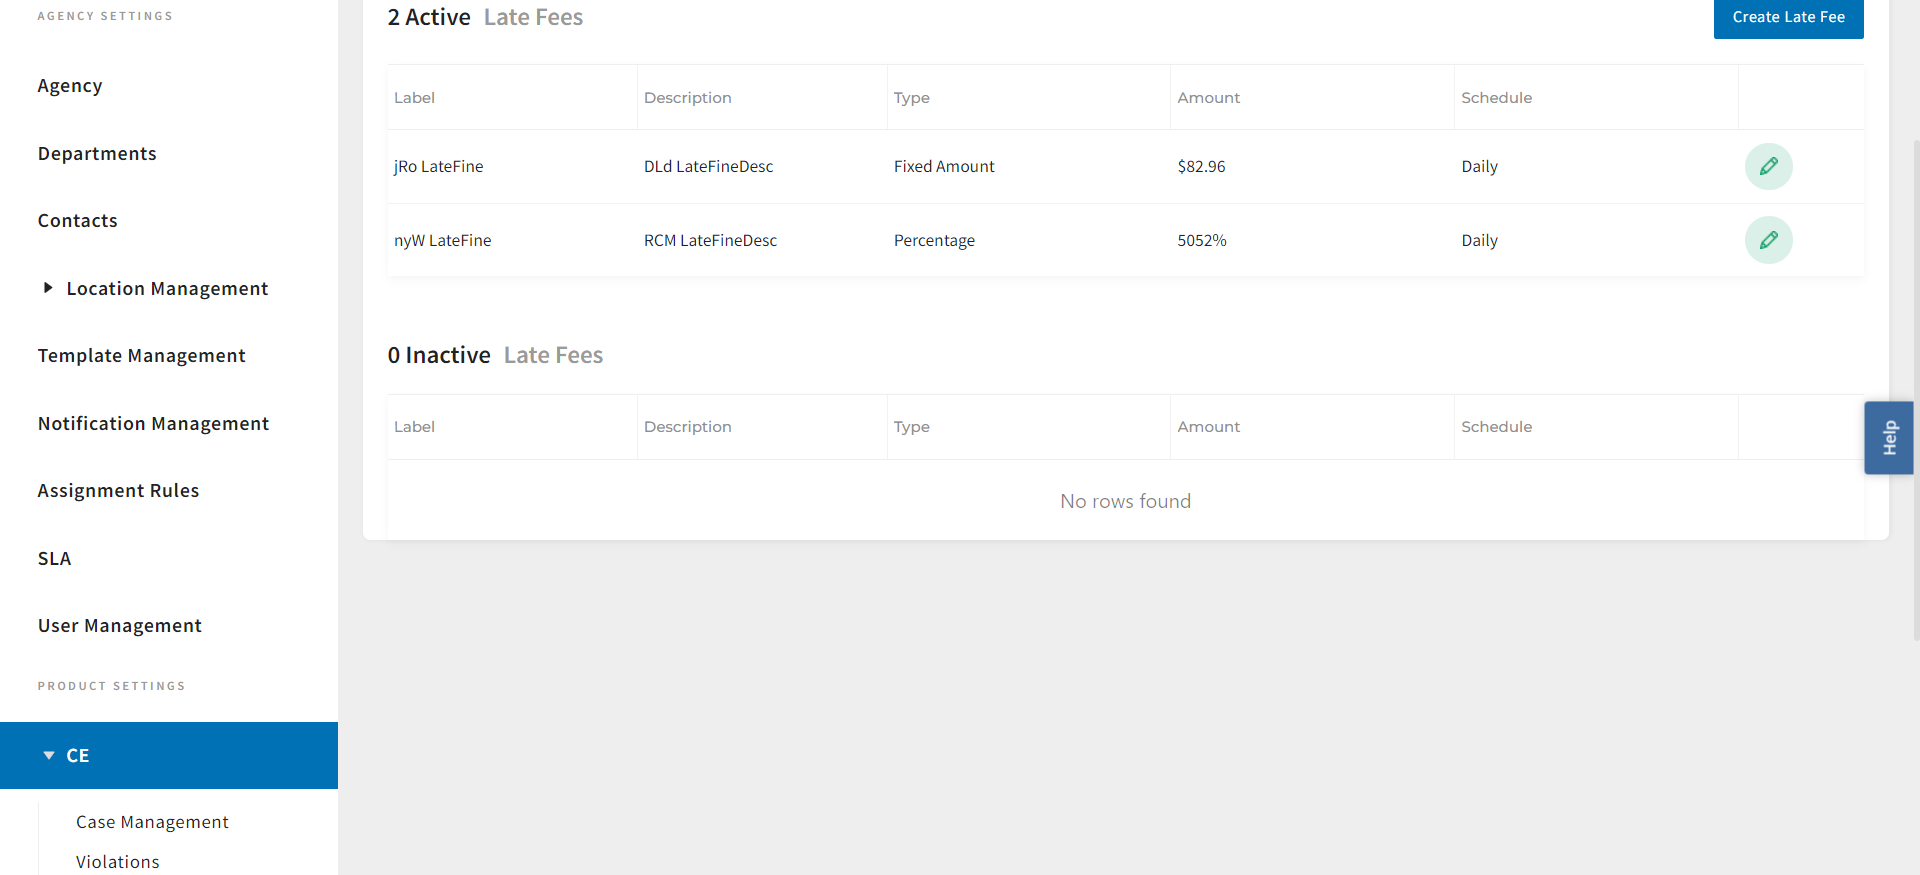 AGENCY SETTINGS
Agency
Departments
Contacts
Location Management
Template Management
Notification Management
Assignment Rules
SLA
User Management
PRODUCT SETTINGS
CE
Case Management
Violations
2 Active Late Fees
Create Late Fee
Label Description Type Amount Schedule
jRo LateFine DLd LateFineDesc Fixed Amount $82.96 Daily
nyW LateFine RCM LateFineDesc Percentage 5052% Daily
0 Inactive Late Fees
Label Description Type Amount Schedule
No rows found
Help